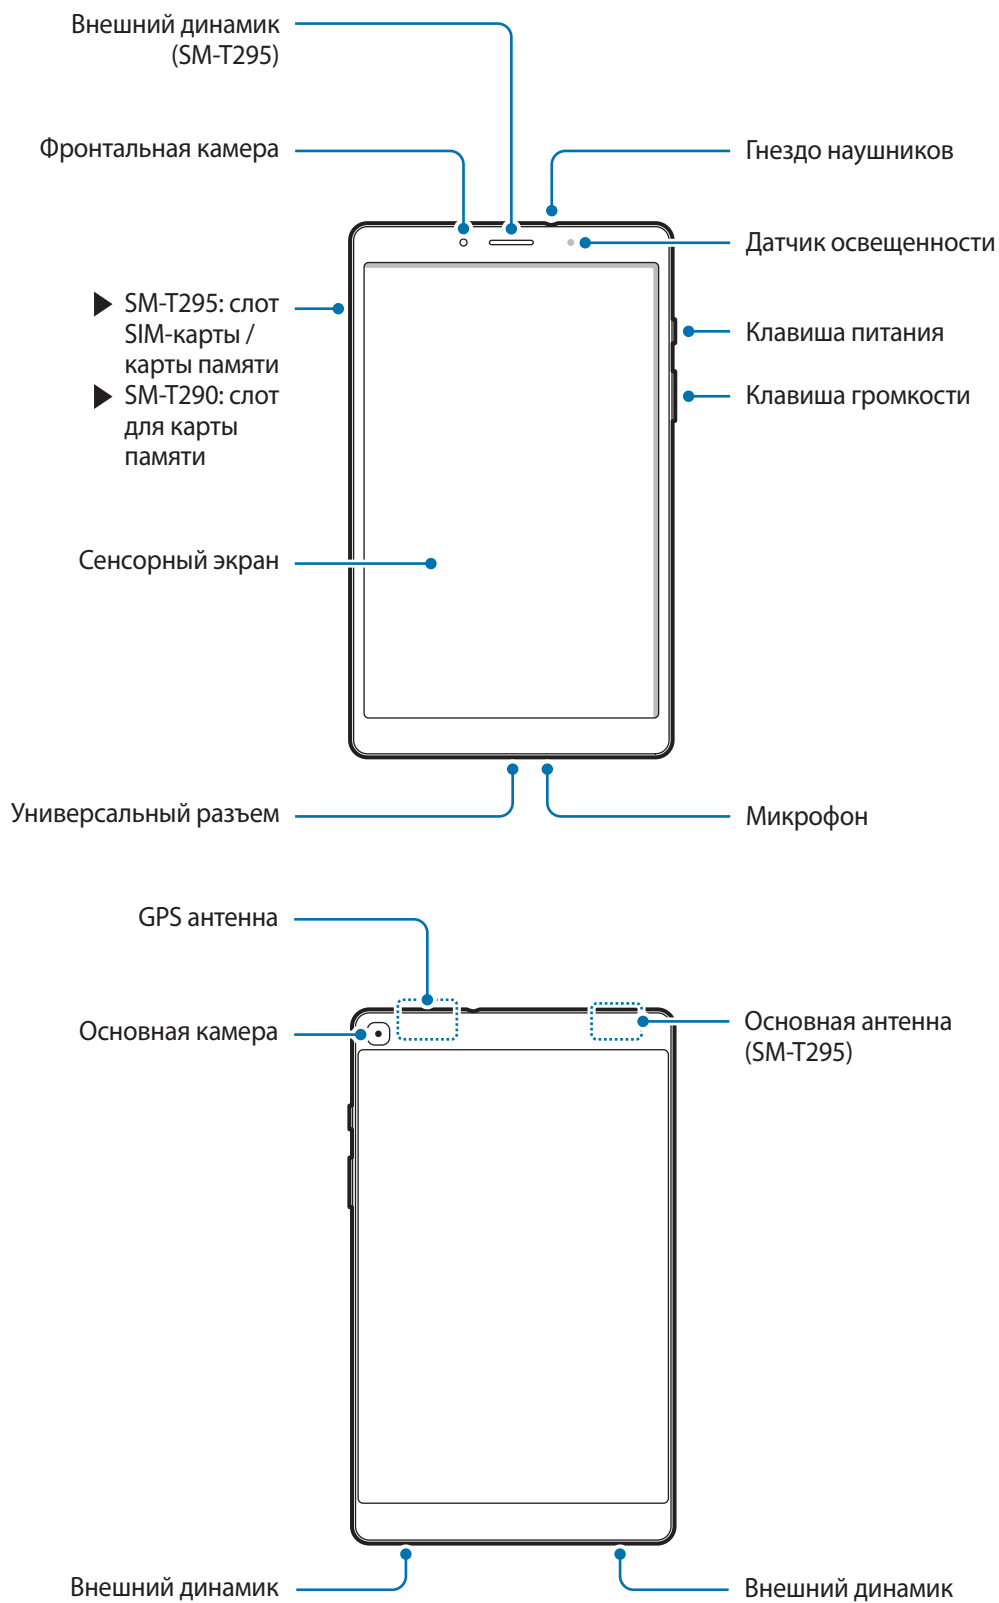 Внешний динамик
(SM-T295)
Фронтальная камера
Гнездо наушников
Датчик освещенности
SM-T295: слот
SIM-карты /
карты памяти
SM-T290: слот
для карты
памяти
Клавиша питания
Клавиша громкости
Сенсорный экран
Универсальный разъем
Микрофон
GPS антенна
Основная камера
Основная антенна
(SM-T295)
Внешний динамик
Внешний динамик